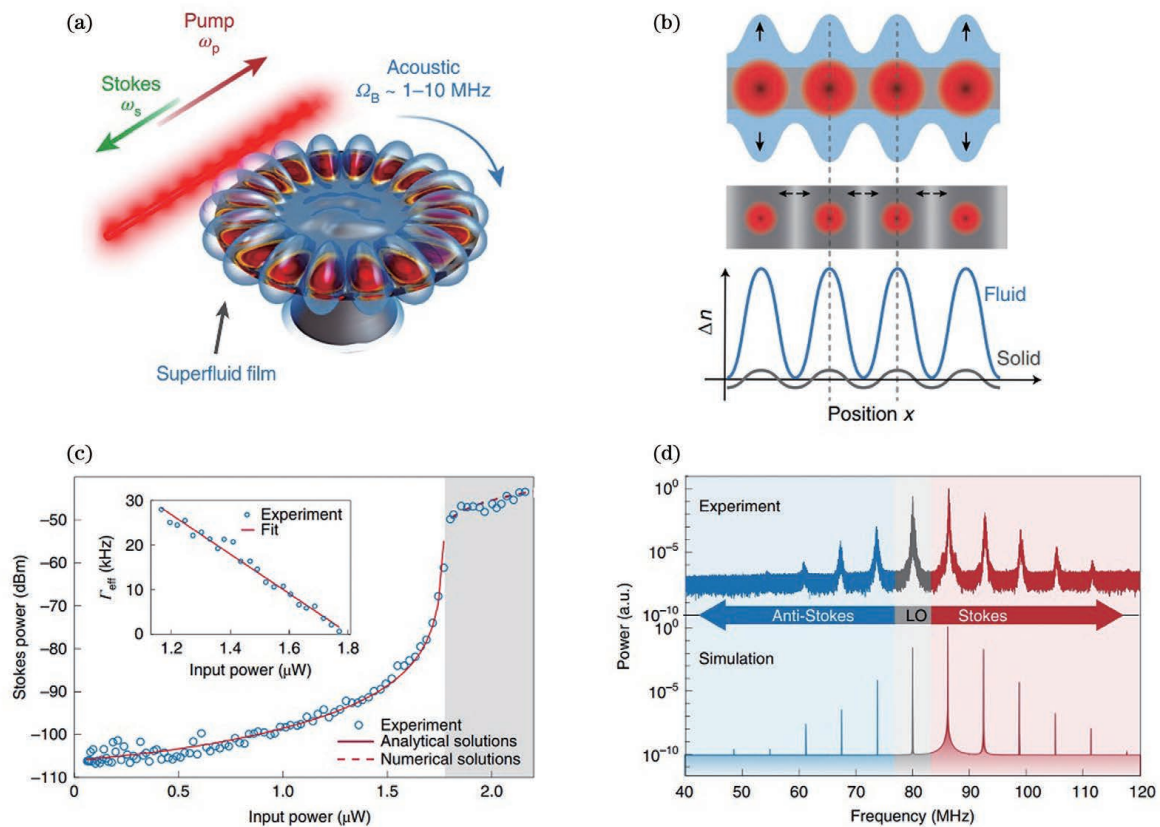 (a)
Pump
ωp
Stokes
ωs
Acoustic
ΩB ~ 1–10 MHz
Superfluid film
(b)
Δn
Fluid
Solid
Position x
(c)
Stokes power (dBm)
−50
−60
−70
−80
−90
−100
−110
0
0.5
1.0
1.5
2.0
Input power (μW)
Experiment
Analytical solutions
Numerical solutions
Γeff (kHz)
30
20
10
0
1.2
1.4
1.6
1.8
Input power (μW)
Experiment
Fit
(d)
Power (a.u.)
10^0
10^−5
10^−10
Experiment
Anti-Stokes
LO
Stokes
Simulation
10^0
10^−5
10^−10
40
50
60
70
80
90
100
110
120
Frequency (MHz)